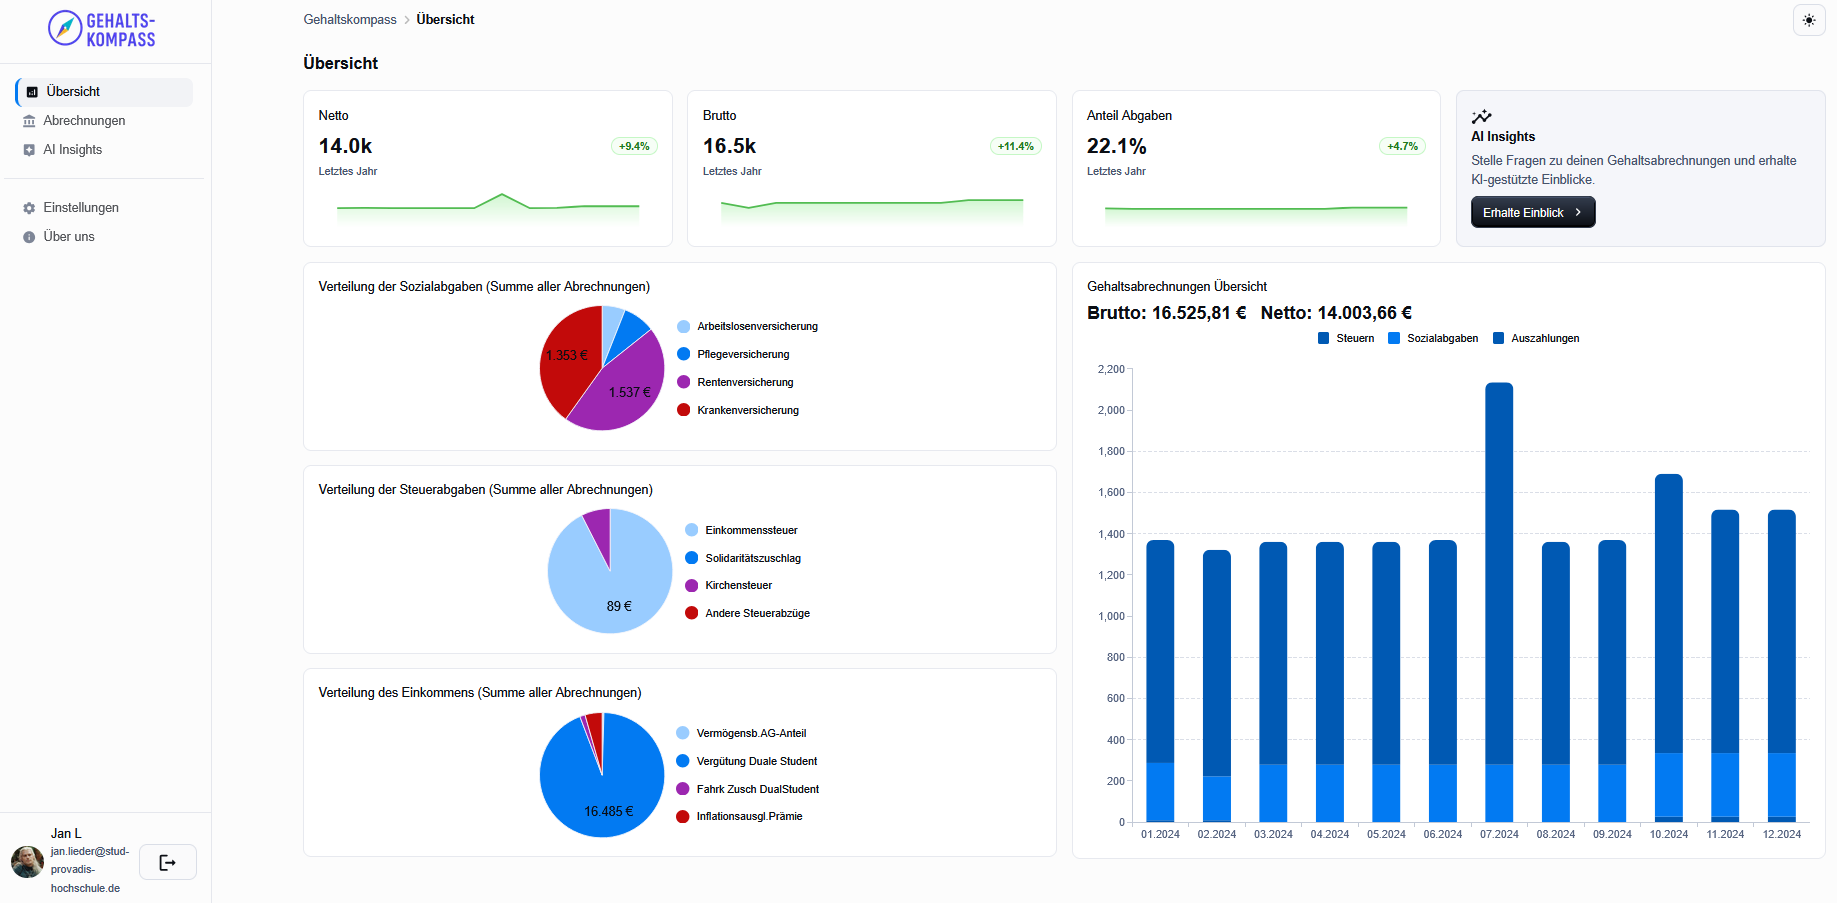 GEHALTS-
KOMPASS
Übersicht
Abrechnungen
AI Insights
Einstellungen
Über uns
Jan L
jan.lieder@stud-
provadis-
hochschule.de
Gehaltskompass > Übersicht
Übersicht
Netto
14.0k
+9.4%
Letztes Jahr
Brutto
16.5k
+11.4%
Letztes Jahr
Anteil Abgaben
22.1%
+4.7%
Letztes Jahr
AI Insights
Stelle Fragen zu deinen Gehaltsabrechnungen und erhalte
KI-gestützte Einblicke.
Erhalte Einblick >
Verteilung der Sozialabgaben (Summe aller Abrechnungen)
1.353 €
1.537 €
Arbeitslosenversicherung
Pflegeversicherung
Rentenversicherung
Krankenversicherung
Verteilung der Steuerabgaben (Summe aller Abrechnungen)
89 €
Einkommenssteuer
Solidaritätszuschlag
Kirchensteuer
Andere Steuerabzüge
Verteilung des Einkommens (Summe aller Abrechnungen)
16.485 €
Vermögensb.AG-Anteil
Vergütung Duale Student
Fahrk Zusch DualStudent
Inflationsausgl.Prämie
Gehaltsabrechnungen Übersicht
Brutto: 16.525,81 € Netto: 14.003,66 €
Steuern Sozialabgaben Auszahlungen
2,200
2,000
1,800
1,600
1,400
1,200
1,000
800
600
400
200
0
01.2024 02.2024 03.2024 04.2024 05.2024 06.2024 07.2024 08.2024 09.2024 10.2024 11.2024 12.2024